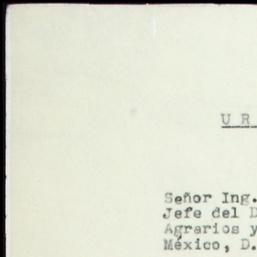 U R
Señor Ing.
Jefe del D
Agrarios y
México, D.